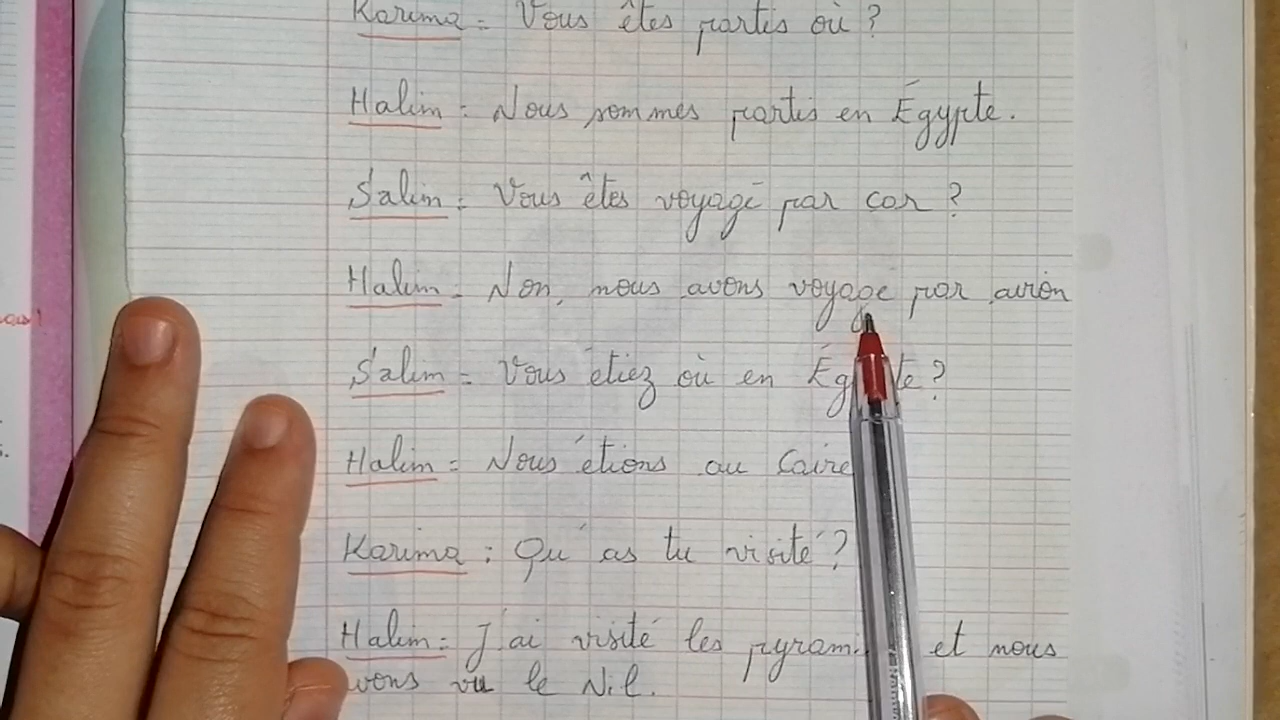 Karima = Vous êtes partis où ?
Halim = Nous sommes partis en Égypte.
Salim = Vous êtes voyagé par car ?
Halim = Non, nous avons voyagé par avion
Salim = Vous étiez où en ?
Halim = Nous étions au Caire
Karima : Qu'as tu visité ?
Halim = J'ai visité les et nous
vu le Nil.